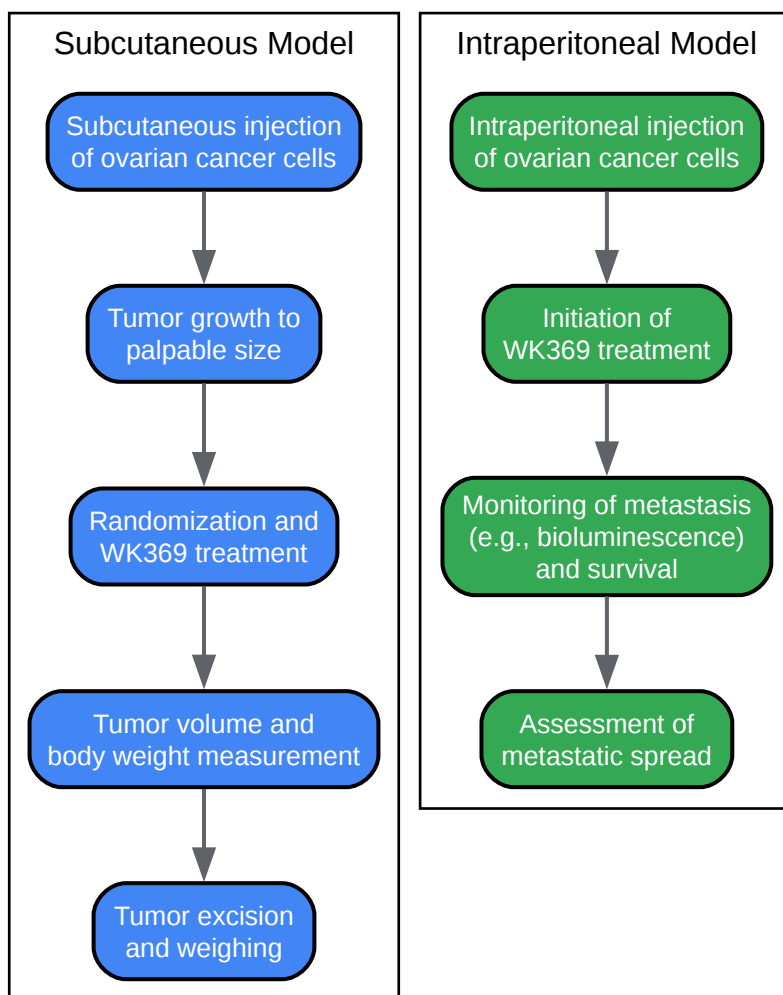 Subcutaneous Model
Subcutaneous injection
of ovarian cancer cells
Tumor growth to
palpable size
Randomization and
WK369 treatment
Tumor volume and
body weight measurement
Tumor excision
and weighing
Intraperitoneal Model
Intraperitoneal injection
of ovarian cancer cells
Initiation of
WK369 treatment
Monitoring of metastasis
(e.g., bioluminescence)
and survival
Assessment of
metastatic spread